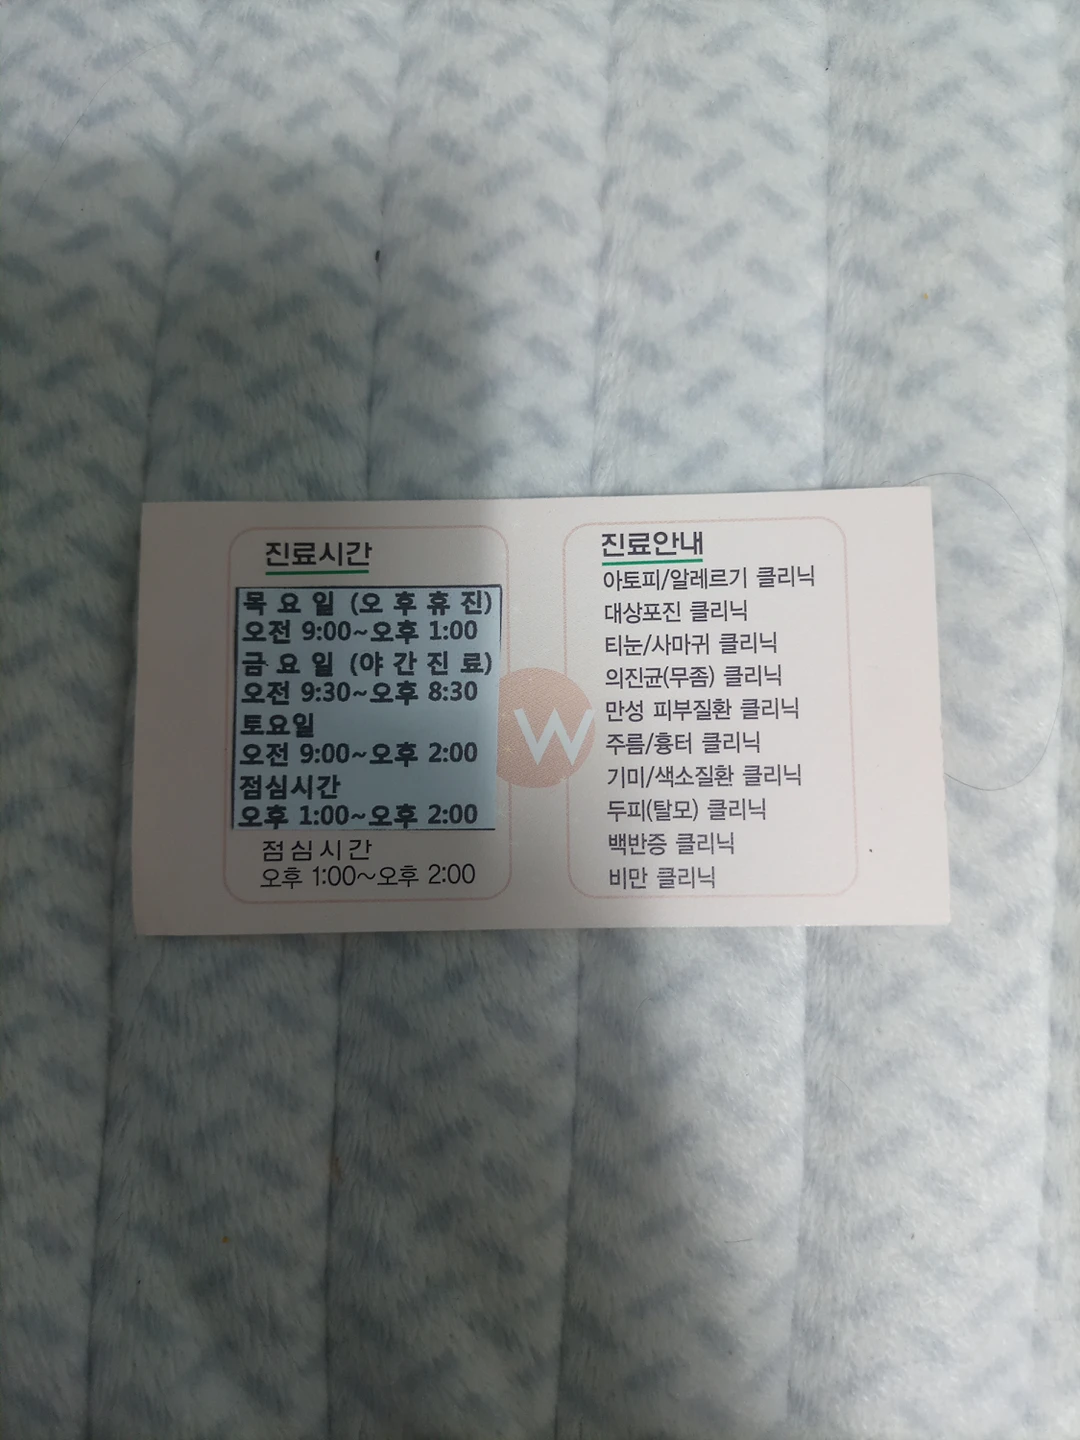 진료시간
목 요 일 (오 후 휴 진)
오전 9:00~오후 1:00
금 요 일 (야 간 진 료)
오전 9:30~오후 8:30
토요일
오전 9:00~오후 2:00
점심시간
오후 1:00~오후 2:00
점심시간
오후 1:00~오후 2:00
W
진료안내
아토피/알레르기 클리닉
대상포진 클리닉
티눈/사마귀 클리닉
의진균(무좀) 클리닉
만성 피부질환 클리닉
주름/흉터 클리닉
기미/색소질환 클리닉
두피(탈모) 클리닉
백반증 클리닉
비만 클리닉